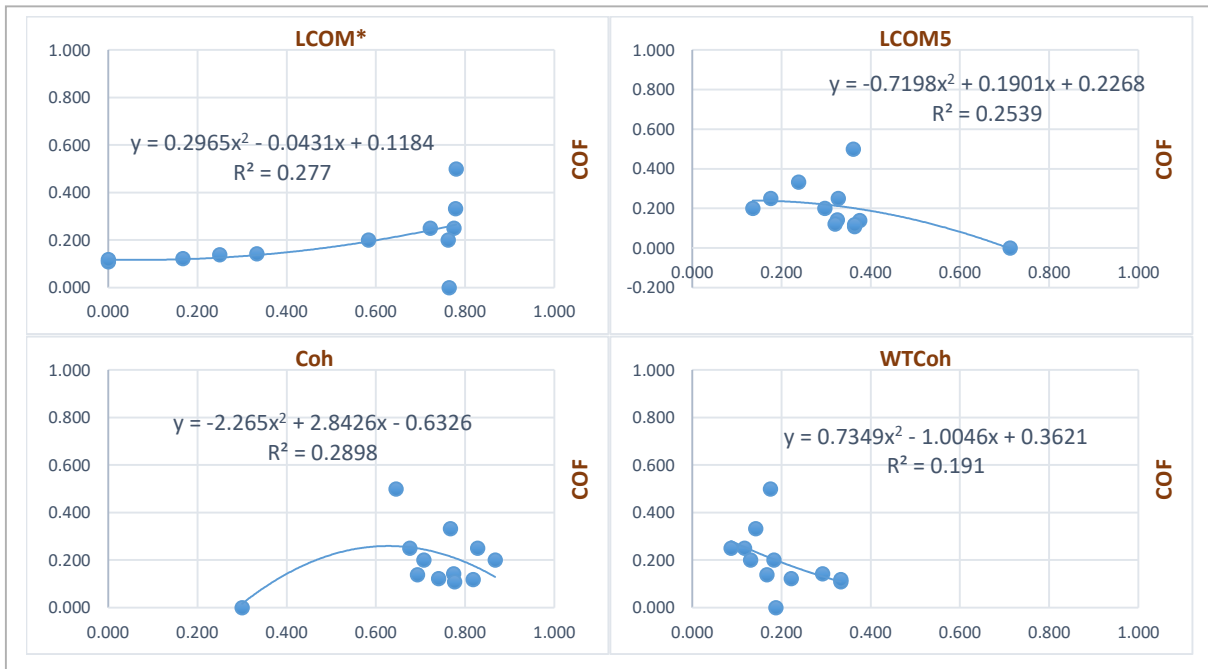 LCOM*
1.000
0.800
0.600
0.400
0.200
0.000
y = 0.2965x² - 0.0431x + 0.1184
R² = 0.277
COF
0.000 0.200 0.400 0.600 0.800 1.000
LCOM5
1.000
0.800
0.600
0.400
0.200
0.000
-0.200
y = -0.7198x² + 0.1901x + 0.2268
R² = 0.2539
COF
0.000 0.200 0.400 0.600 0.800 1.000
Coh
1.000
0.800
0.600
0.400
0.200
0.000
y = -2.265x² + 2.8426x - 0.6326
R² = 0.2898
COF
0.000 0.200 0.400 0.600 0.800 1.000
WTCoh
1.000
0.800
0.600
0.400
0.200
0.000
y = 0.7349x² - 1.0046x + 0.3621
R² = 0.191
COF
0.000 0.200 0.400 0.600 0.800 1.000